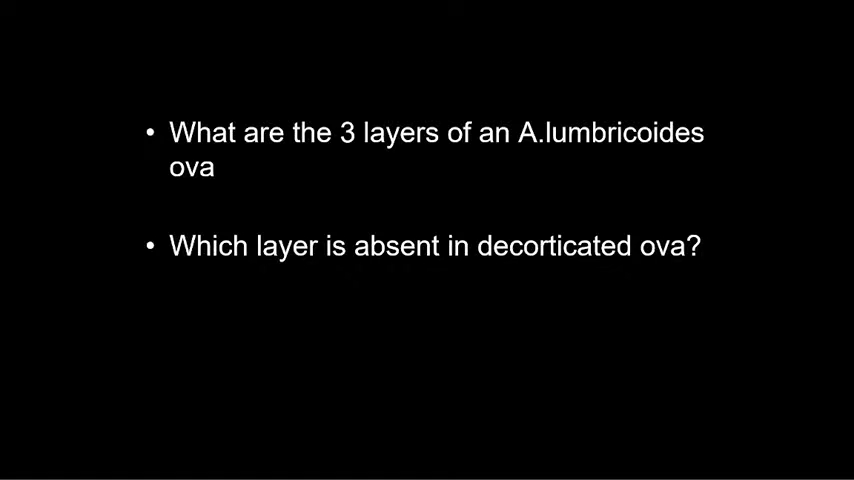 • What are the 3 layers of an A.lumbricoides
ova
• Which layer is absent in decorticated ova?